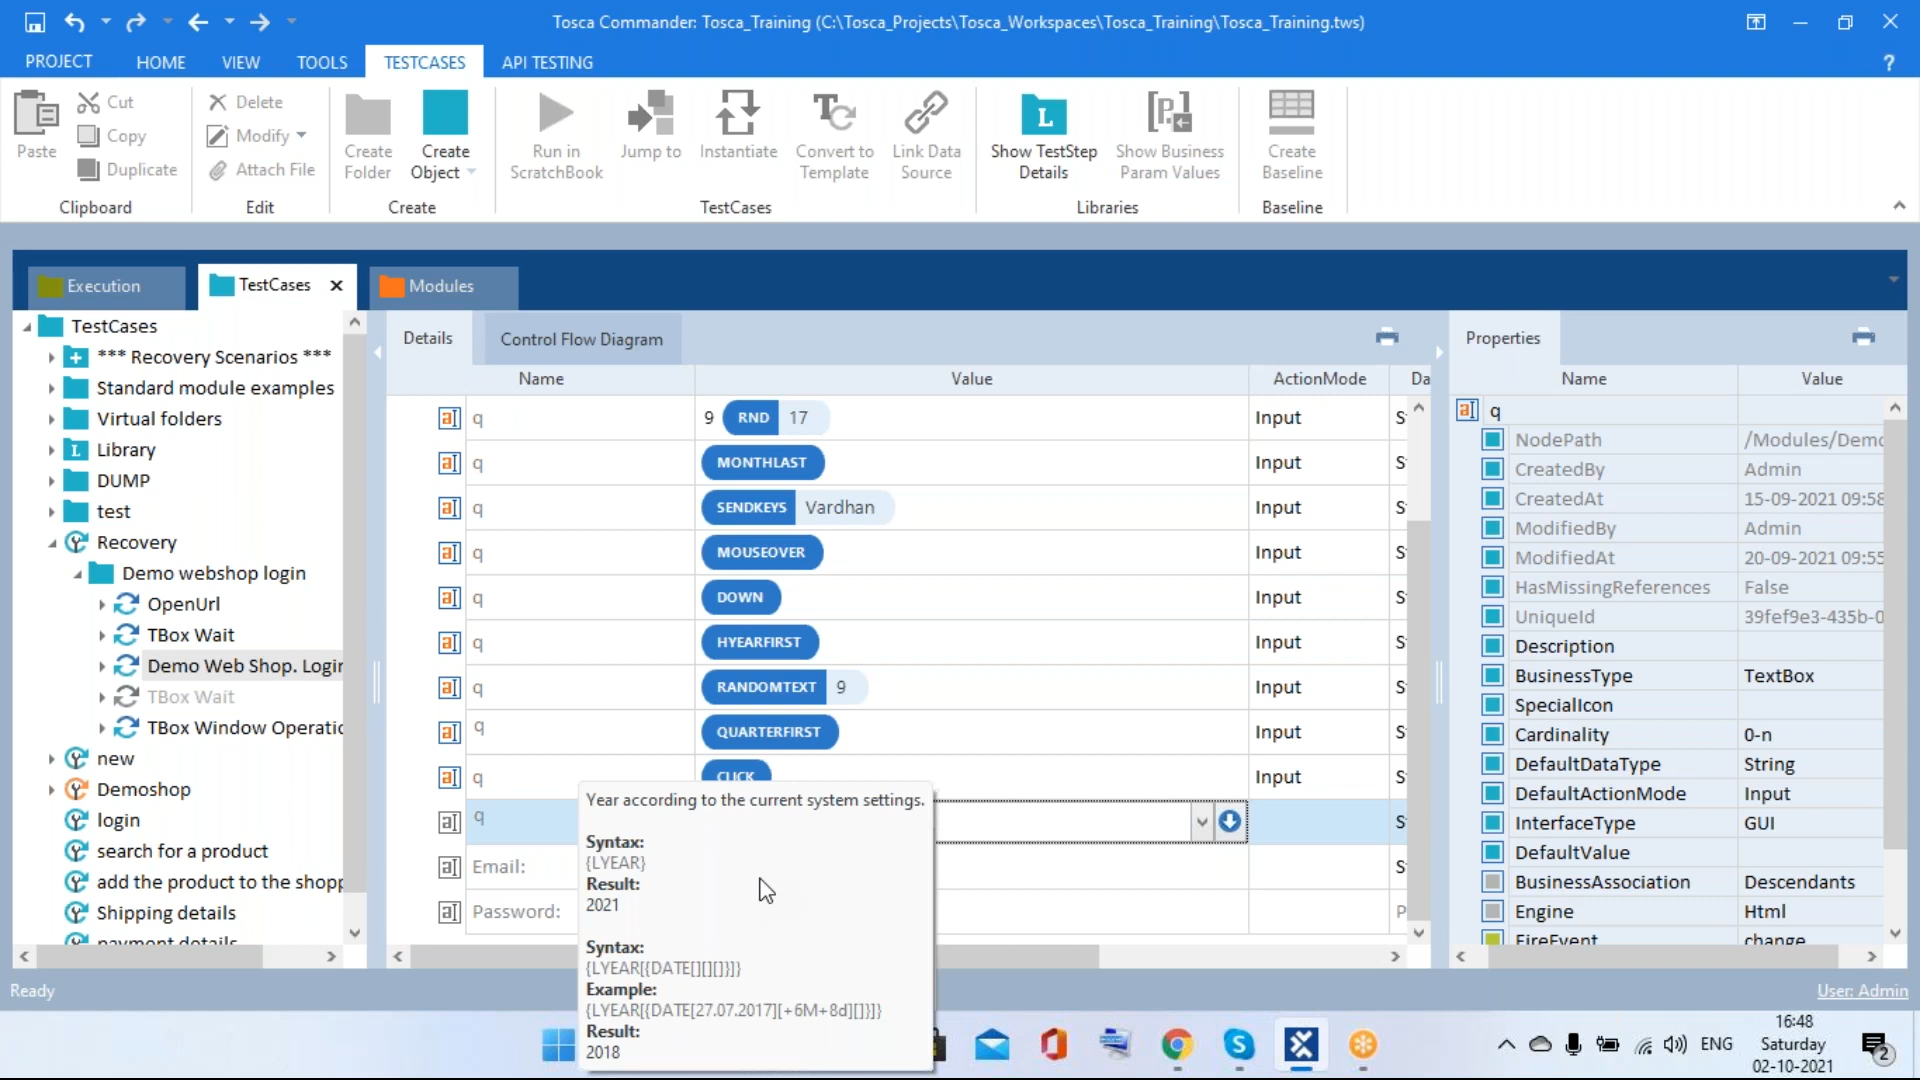 Tosca Commander: Tosca_Training (C:\Tosca_Projects\Tosca_Workspaces\Tosca_Training\Tosca_Training.tws)
PROJECT HOME VIEW TOOLS TESTCASES API TESTING ?
Paste Cut Copy Duplicate
Clipboard
Delete Modify Attach File
Edit
Create Folder Create Object
Create
Run in ScratchBook Jump to Instantiate Convert to Template Link Data Source
TestCases
Show TestStep Details Show Business Param Values
Libraries
Create Baseline
Baseline
Execution TestCases Modules
TestCases
*** Recovery Scenarios ***
Standard module examples
Virtual folders
L Library
DUMP
test
Recovery
Demo webshop login
OpenUrl
TBox Wait
Demo Web Shop. Login
TBox Wait
TBox Window Operatio
new
Demoshop
login
search for a product
add the product to the shopp
Shipping details
payment details
Details Control Flow Diagram
Name Value ActionMode Da
q 9 RND 17 Input S
q MONTHLAST Input S
q SENDKEYS Vardhan Input S
q MOUSEOVER Input S
q DOWN Input S
q HYEARFIRST Input S
q RANDOMTEXT 9 Input S
q QUARTERFIRST Input S
q CLICK Input S
q S
Email: S
Password: P
Year according to the current system settings.
Syntax:
{LYEAR}
Result:
2021
Syntax:
{LYEAR[{DATE[][][]}]}
Example:
{LYEAR[{DATE[27.07.2017][+6M+8d][]}]}
Result:
2018
Properties
Name Value
q
NodePath /Modules/Demo
CreatedBy Admin
CreatedAt 15-09-2021 09:58
ModifiedBy Admin
ModifiedAt 20-09-2021 09:55
HasMissingReferences False
UniqueId 39fef9e3-435b-0
Description
BusinessType TextBox
SpecialIcon
Cardinality 0-n
DefaultDataType String
DefaultActionMode Input
InterfaceType GUI
DefaultValue
BusinessAssociation Descendants
Engine Html
FireEvent change
Ready
User: Admin
ENG
16:48
Saturday
02-10-2021
2